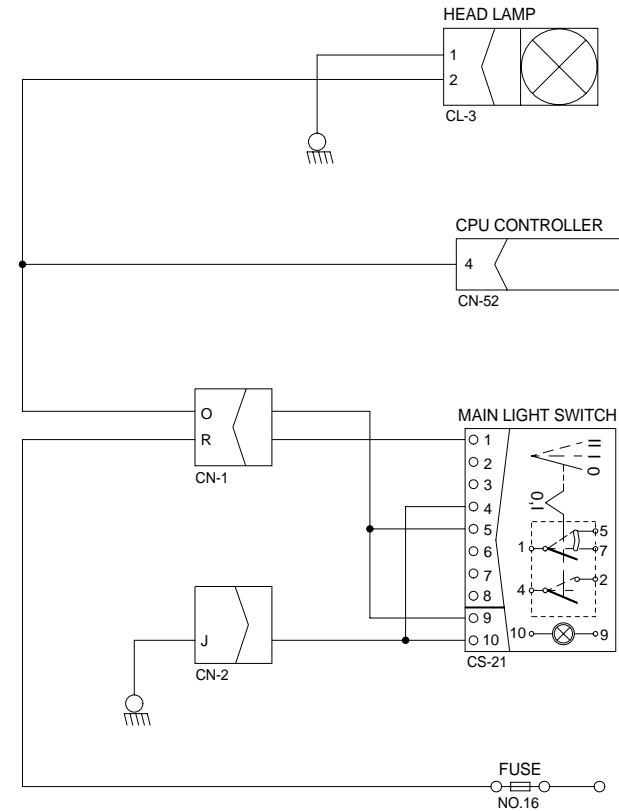 HEAD LAMP
1
2
CL-3
CPU CONTROLLER
4
CN-52
MAIN LIGHT SWITCH
O
R
CN-1
1
2
3
4
5
6
7
8
9
10
0 I II
0,I
5
1
7
2
4
10
9
CS-21
J
CN-2
FUSE
NO.16